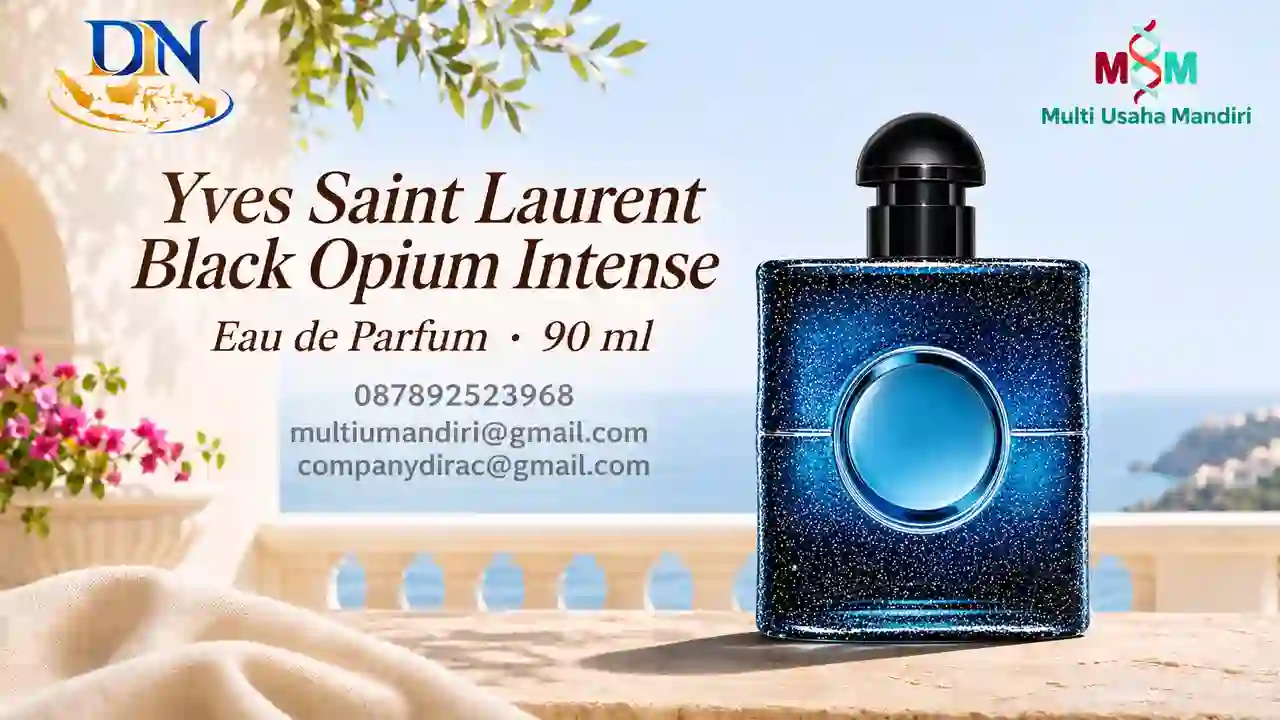 DN
M M
Multi Usaha Mandiri
Yves Saint Laurent
Black Opium Intense
Eau de Parfum · 90 ml
087892523968
multiumandiri@gmail.com
companydirac@gmail.com